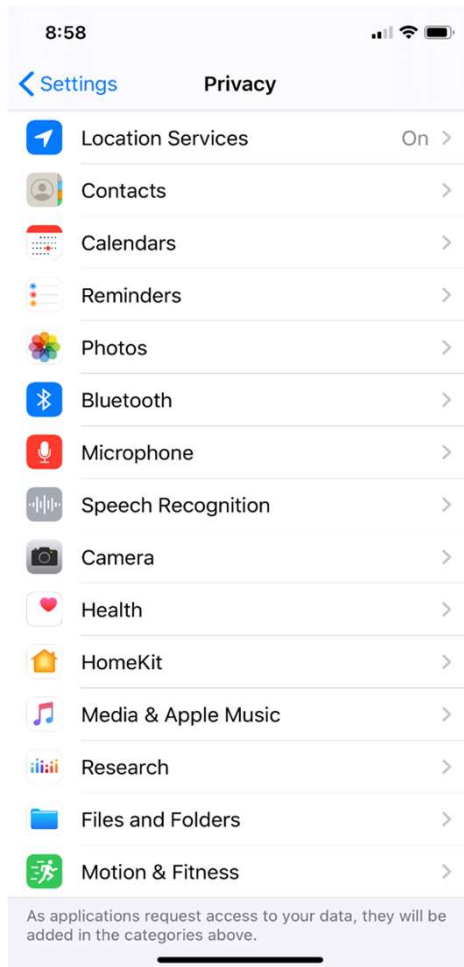 8:58
Settings Privacy
Location Services On
Contacts
Calendars
Reminders
Photos
Bluetooth
Microphone
Speech Recognition
Camera
Health
HomeKit
Media & Apple Music
Research
Files and Folders
Motion & Fitness
As applications request access to your data, they will be
added in the categories above.